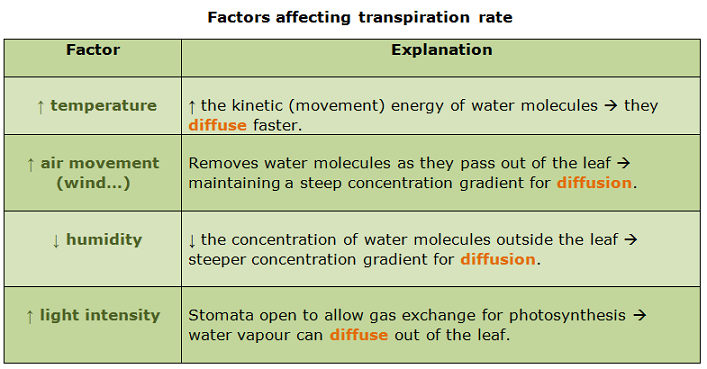 Factors affecting transpiration rate
Factor
Explanation
↑ temperature
↑ the kinetic (movement) energy of water molecules → they
diffuse faster.
↑ air movement
(wind...)
Removes water molecules as they pass out of the leaf →
maintaining a steep concentration gradient for diffusion.
↓ humidity
↓ the concentration of water molecules outside the leaf →
steeper concentration gradient for diffusion.
↑ light intensity
Stomata open to allow gas exchange for photosynthesis →
water vapour can diffuse out of the leaf.